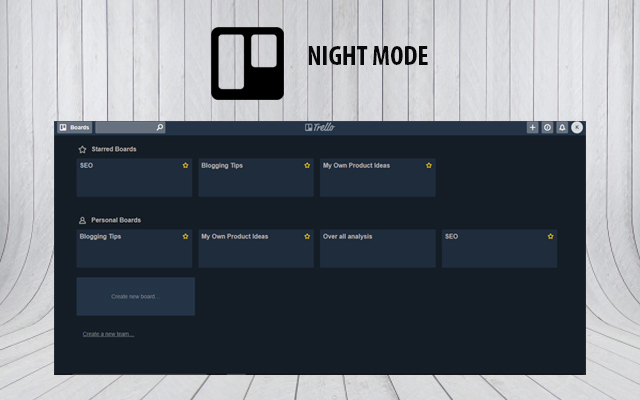 NIGHT MODE
Boards
Trello
Starred Boards
SEO
Blogging Tips
My Own Product Ideas
Personal Boards
Blogging Tips
My Own Product Ideas
Over all analysis
SEO
Create new board...
Create a new team...